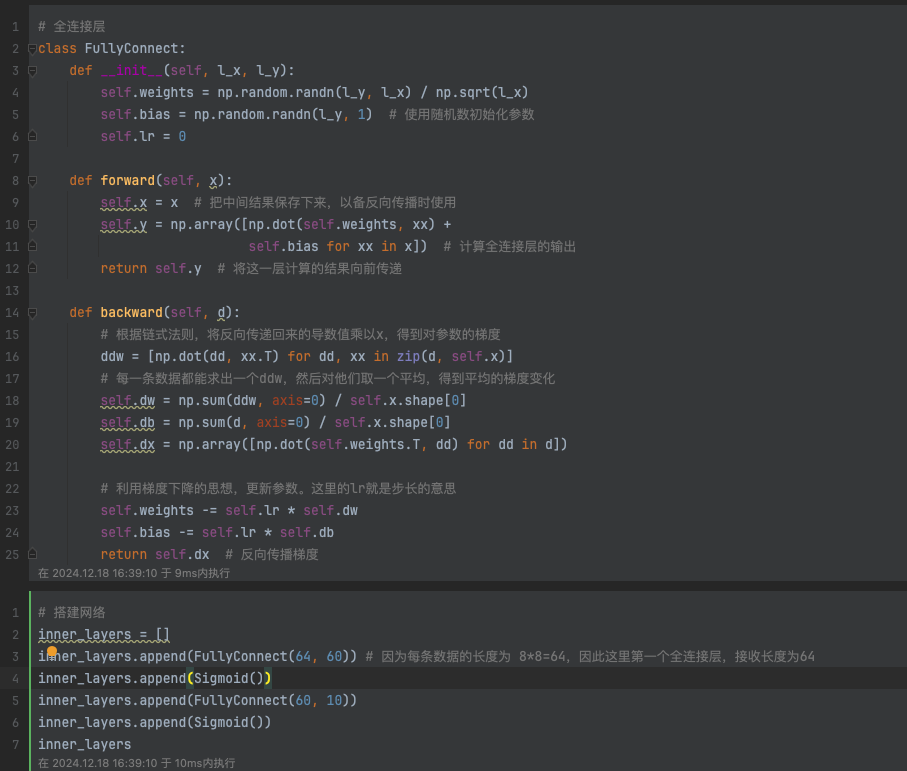 1 # 全连接层
2 class FullyConnect:
3     def __init__(self, l_x, l_y):
4         self.weights = np.random.randn(l_y, l_x) / np.sqrt(l_x)
5         self.bias = np.random.randn(l_y, 1)  # 使用随机数初始化参数
6         self.lr = 0
7
8     def forward(self, x):
9         self.x = x  # 把中间结果保存下来，以备反向传播时使用
10         self.y = np.array([np.dot(self.weights, xx) +
11                            self.bias for xx in x])  # 计算全连接层的输出
12         return self.y  # 将这一层计算的结果向前传递
13
14     def backward(self, d):
15         # 根据链式法则，将反向传递回来的导数值乘以x，得到对参数的梯度
16         ddw = [np.dot(dd, xx.T) for dd, xx in zip(d, self.x)]
17         # 每一条数据都能求出一个ddw，然后对他们取一个平均，得到平均的梯度变化
18         self.dw = np.sum(ddw, axis=0) / self.x.shape[0]
19         self.db = np.sum(d, axis=0) / self.x.shape[0]
20         self.dx = np.array([np.dot(self.weights.T, dd) for dd in d])
21
22         # 利用梯度下降的思想，更新参数。这里的lr就是步长的意思
23         self.weights -= self.lr * self.dw
24         self.bias -= self.lr * self.db
25         return self.dx  # 反向传播梯度
在 2024.12.18 16:39:10 于 9ms内执行
1 # 搭建网络
2 inner_layers = []
3 inner_layers.append(FullyConnect(64, 60)) # 因为每条数据的长度为 8*8=64，因此这里第一个全连接层，接收长度为64
4 inner_layers.append(Sigmoid())
5 inner_layers.append(FullyConnect(60, 10))
6 inner_layers.append(Sigmoid())
7 inner_layers
在 2024.12.18 16:39:10 于 10ms内执行